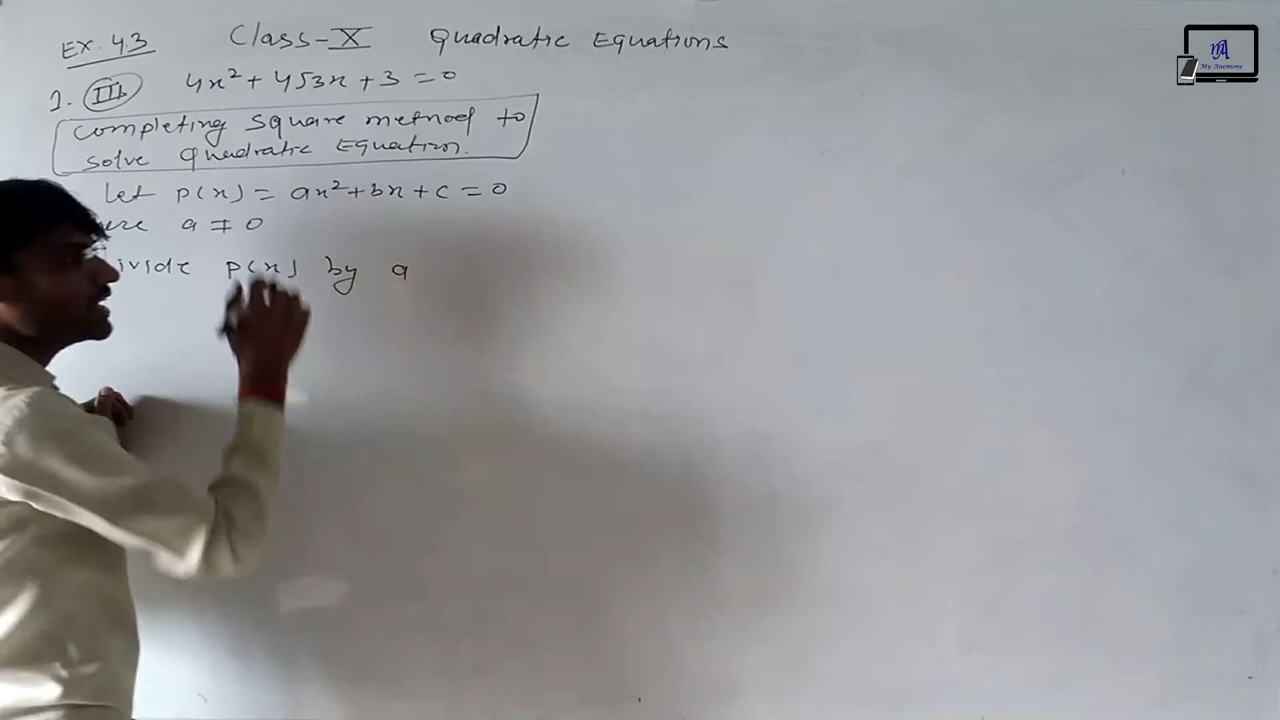 Ex. 4.3 Class-X Quadratic Equations
1. III 4x² + 4√3x + 3 = 0
Completing Square method to
solve Quadratic Equation.
let p(x) = ax² + bx + c = 0
a ≠ 0
p(x) by a
MA
My Anemone